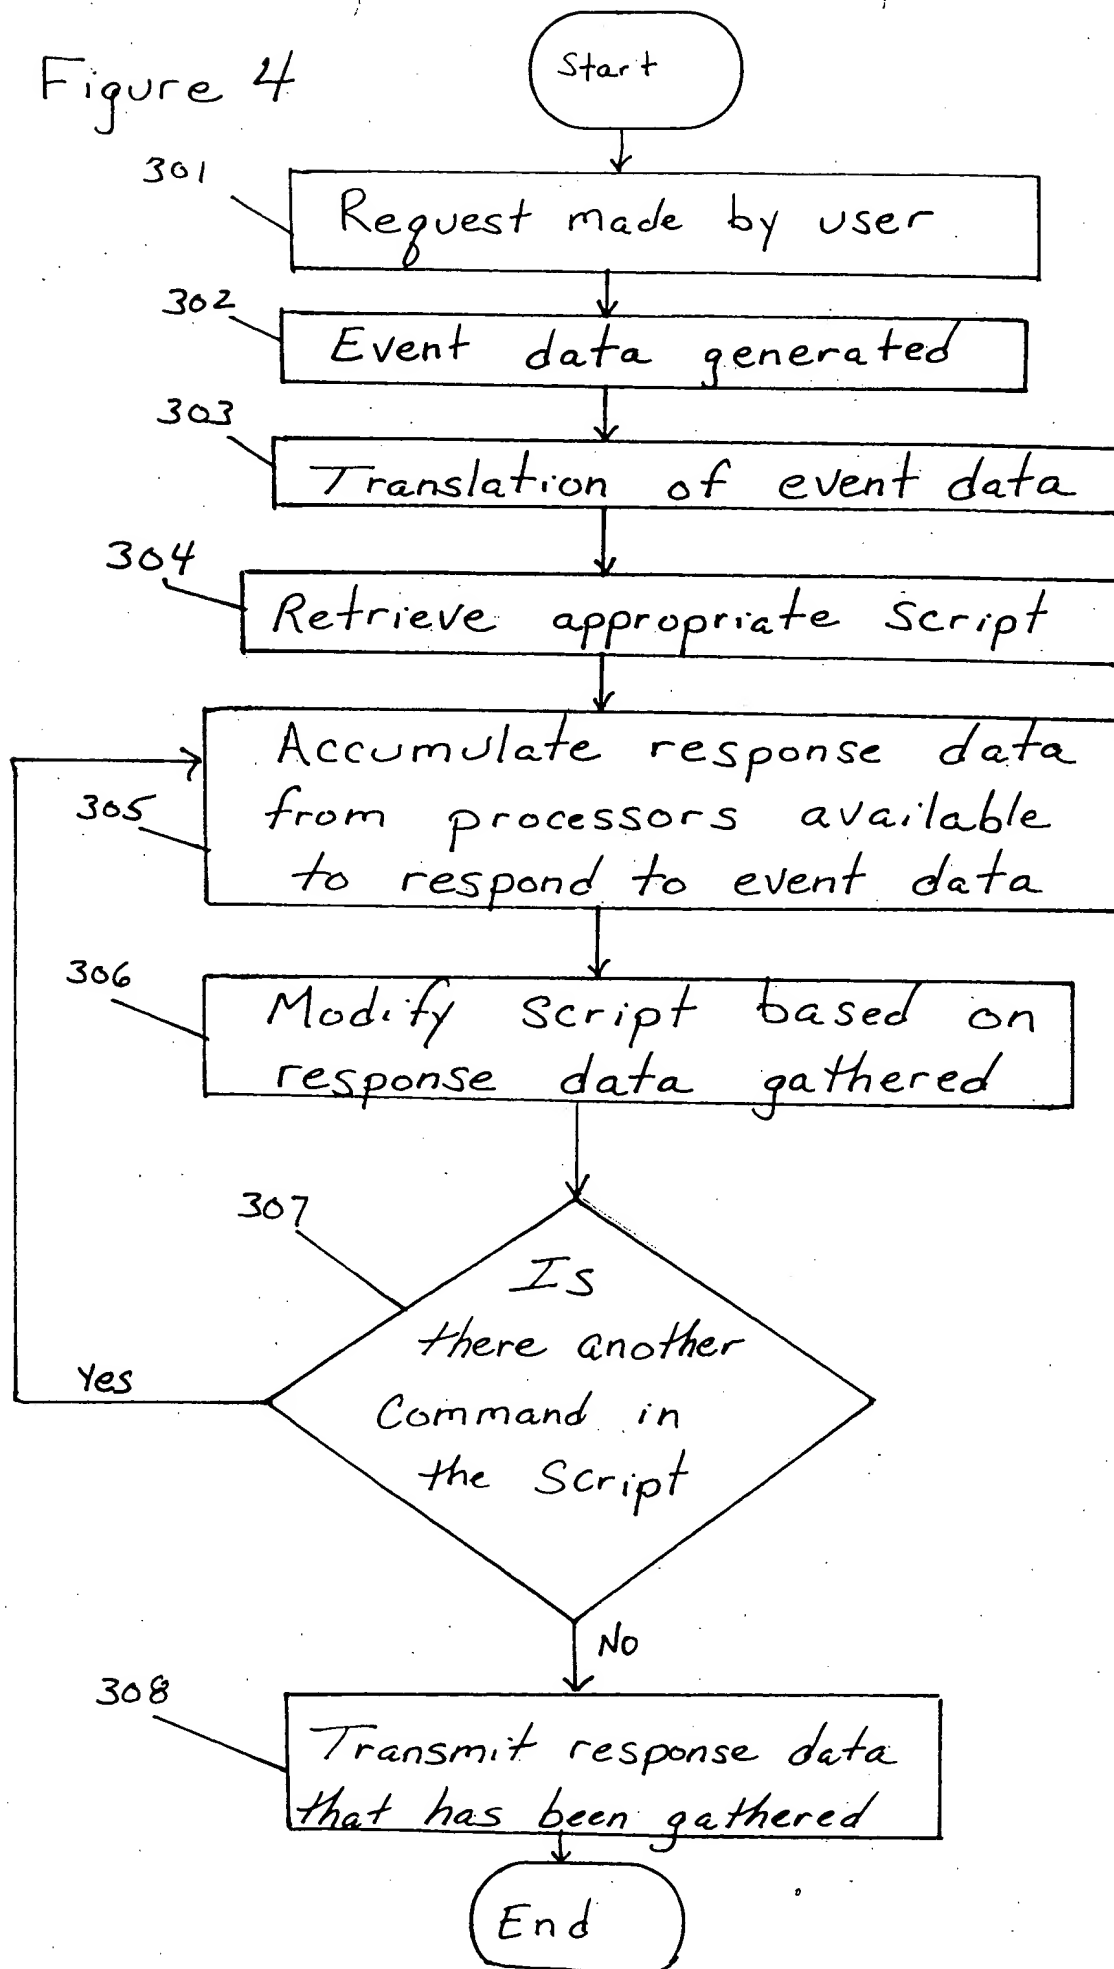 Figure 4
Start
301
Request made by user
302
Event data generated
303
Translation of event data
304
Retrieve appropriate Script
305
Accumulate response data
from processors available
to respond to event data
306
Modify Script based on
response data gathered
307
Is
there another
Command in
the Script
Yes
No
308
Transmit response data
that has been gathered
End